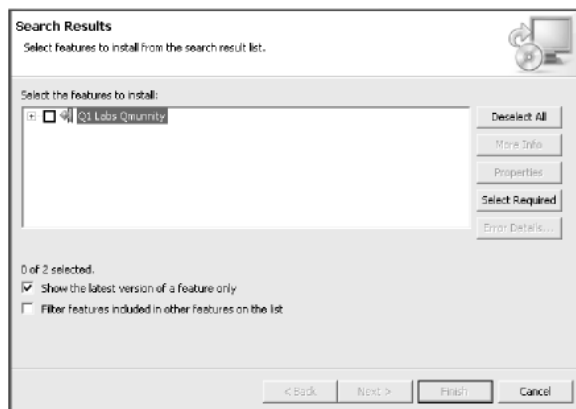 Search Results
Select features to install from the search result list.
Select the features to install:
Q1 Labs Qmunnity
Deselect All
More Info
Properties
Select Required
Error Details...
0 of 2 selected.
Show the latest version of a feature only
Filter features included in other features on the list
< Back
Next >
Finish
Cancel